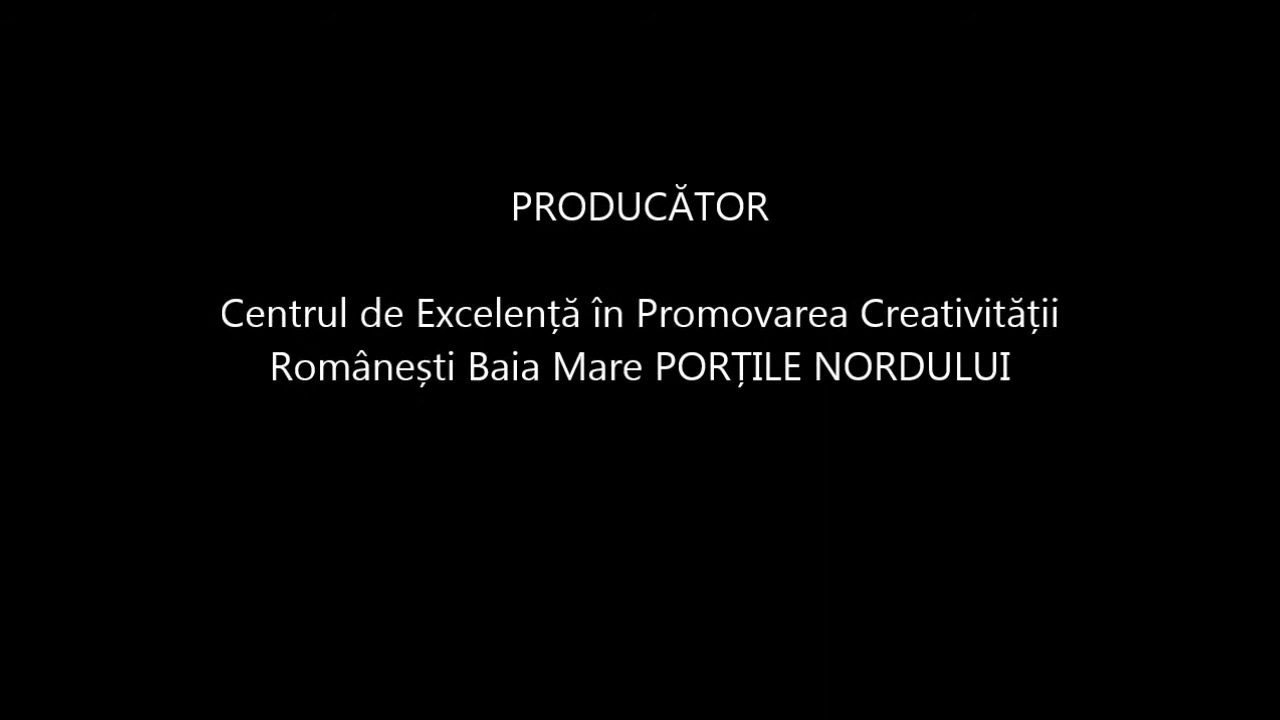 PRODUCĂTOR
Centrul de Excelență în Promovarea Creativității
Românești Baia Mare PORȚILE NORDULUI